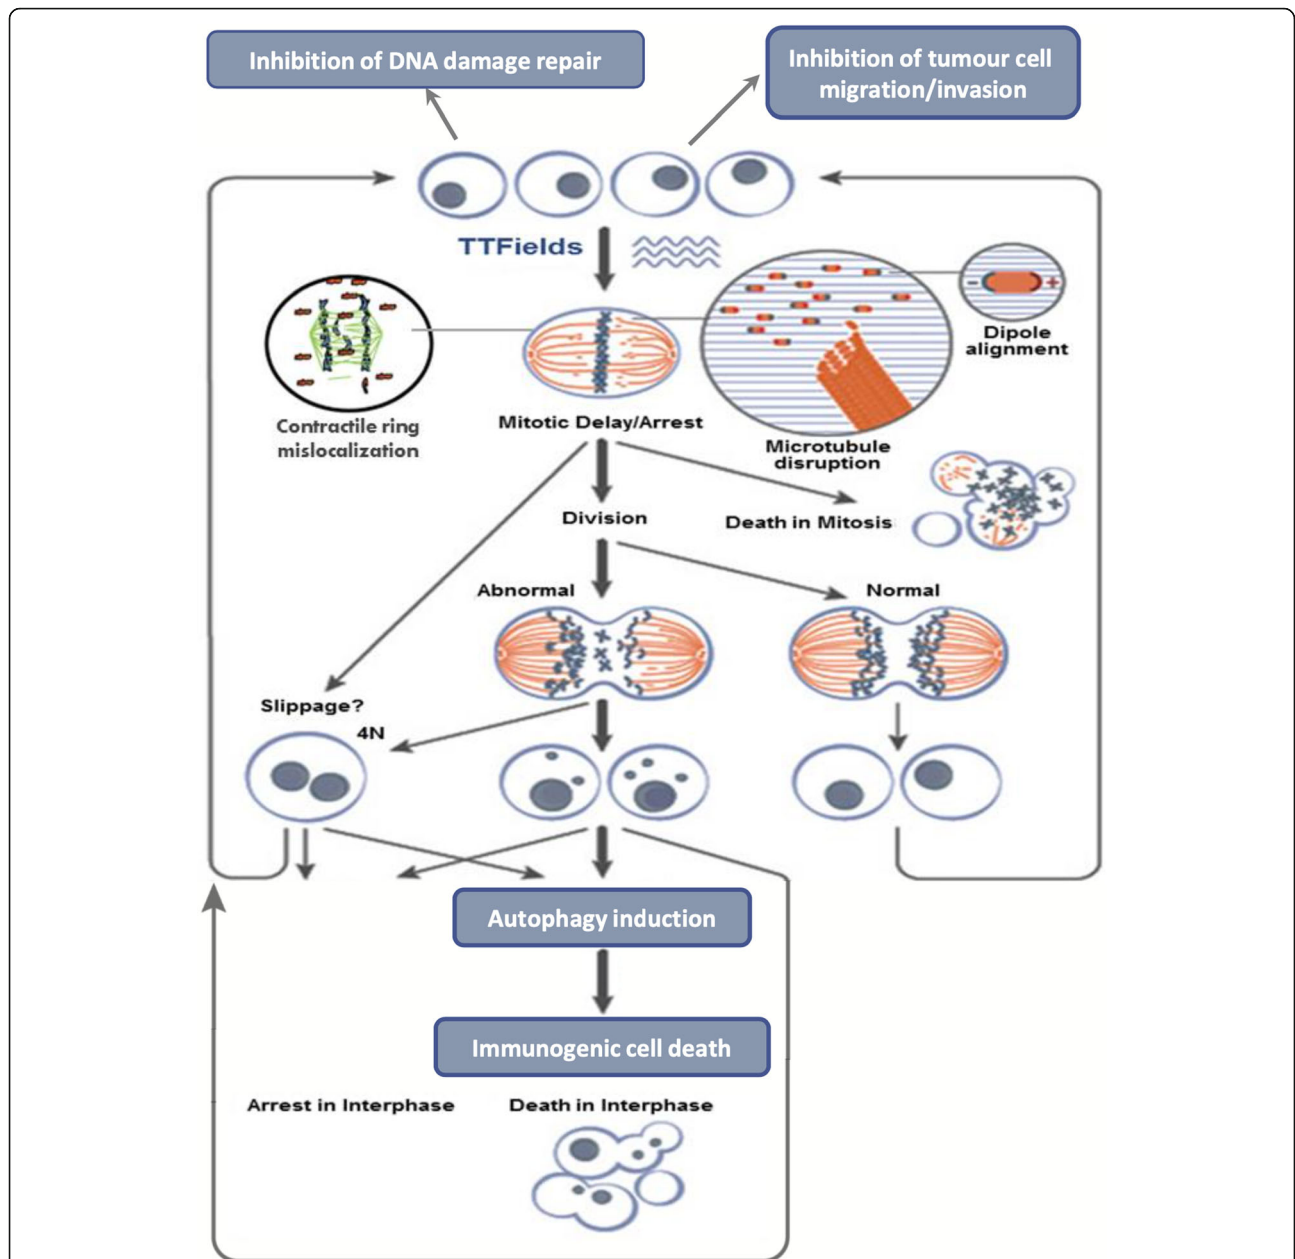 Inhibition of DNA damage repair
Inhibition of tumour cell
migration/invasion
TTFields
- +
Dipole
alignment
Contractile ring
mislocalization
Mitotic Delay/Arrest
Microtubule
disruption
Division
Death in Mitosis
Abnormal
Normal
Slippage?
4N
Autophagy induction
Immunogenic cell death
Arrest in Interphase
Death in Interphase